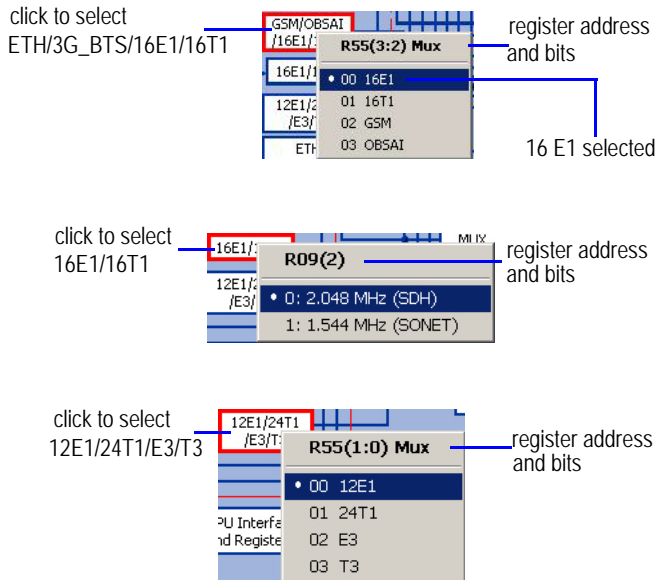 click to select
ETH/3G_BTS/16E1/16T1
GSM/OBSAI
/16E1/
16E1/1
12E1/2
/E3/
ETH
R55(3:2) Mux
• 00 16E1
01 16T1
02 GSM
03 OBSAI
register address
and bits
16 E1 selected
click to select
16E1/16T1
16E1/
12E1/2
/E3/
MUX
R09(2)
• 0: 2.048 MHz (SDH)
1: 1.544 MHz (SONET)
register address
and bits
click to select
12E1/24T1/E3/T3
12E1/24T1
/E3/T3
PU Interfa
nd Registe
R55(1:0) Mux
• 00 12E1
01 24T1
02 E3
03 T3
register address
and bits